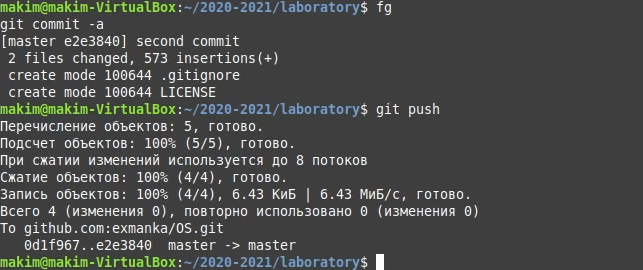 makim@makim-VirtualBox:~/2020-2021/laboratory$ fg
git commit -a
[master e2e3840] second commit
 2 files changed, 573 insertions(+)
 create mode 100644 .gitignore
 create mode 100644 LICENSE
makim@makim-VirtualBox:~/2020-2021/laboratory$ git push
Перечисление объектов: 5, готово.
Подсчет объектов: 100% (5/5), готово.
При сжатии изменений используется до 8 потоков
Сжатие объектов: 100% (4/4), готово.
Запись объектов: 100% (4/4), 6.43 КиБ | 6.43 МиБ/с, готово.
Всего 4 (изменения 0), повторно использовано 0 (изменения 0)
To github.com:exmanka/OS.git
   0d1f967..e2e3840  master -> master
makim@makim-VirtualBox:~/2020-2021/laboratory$